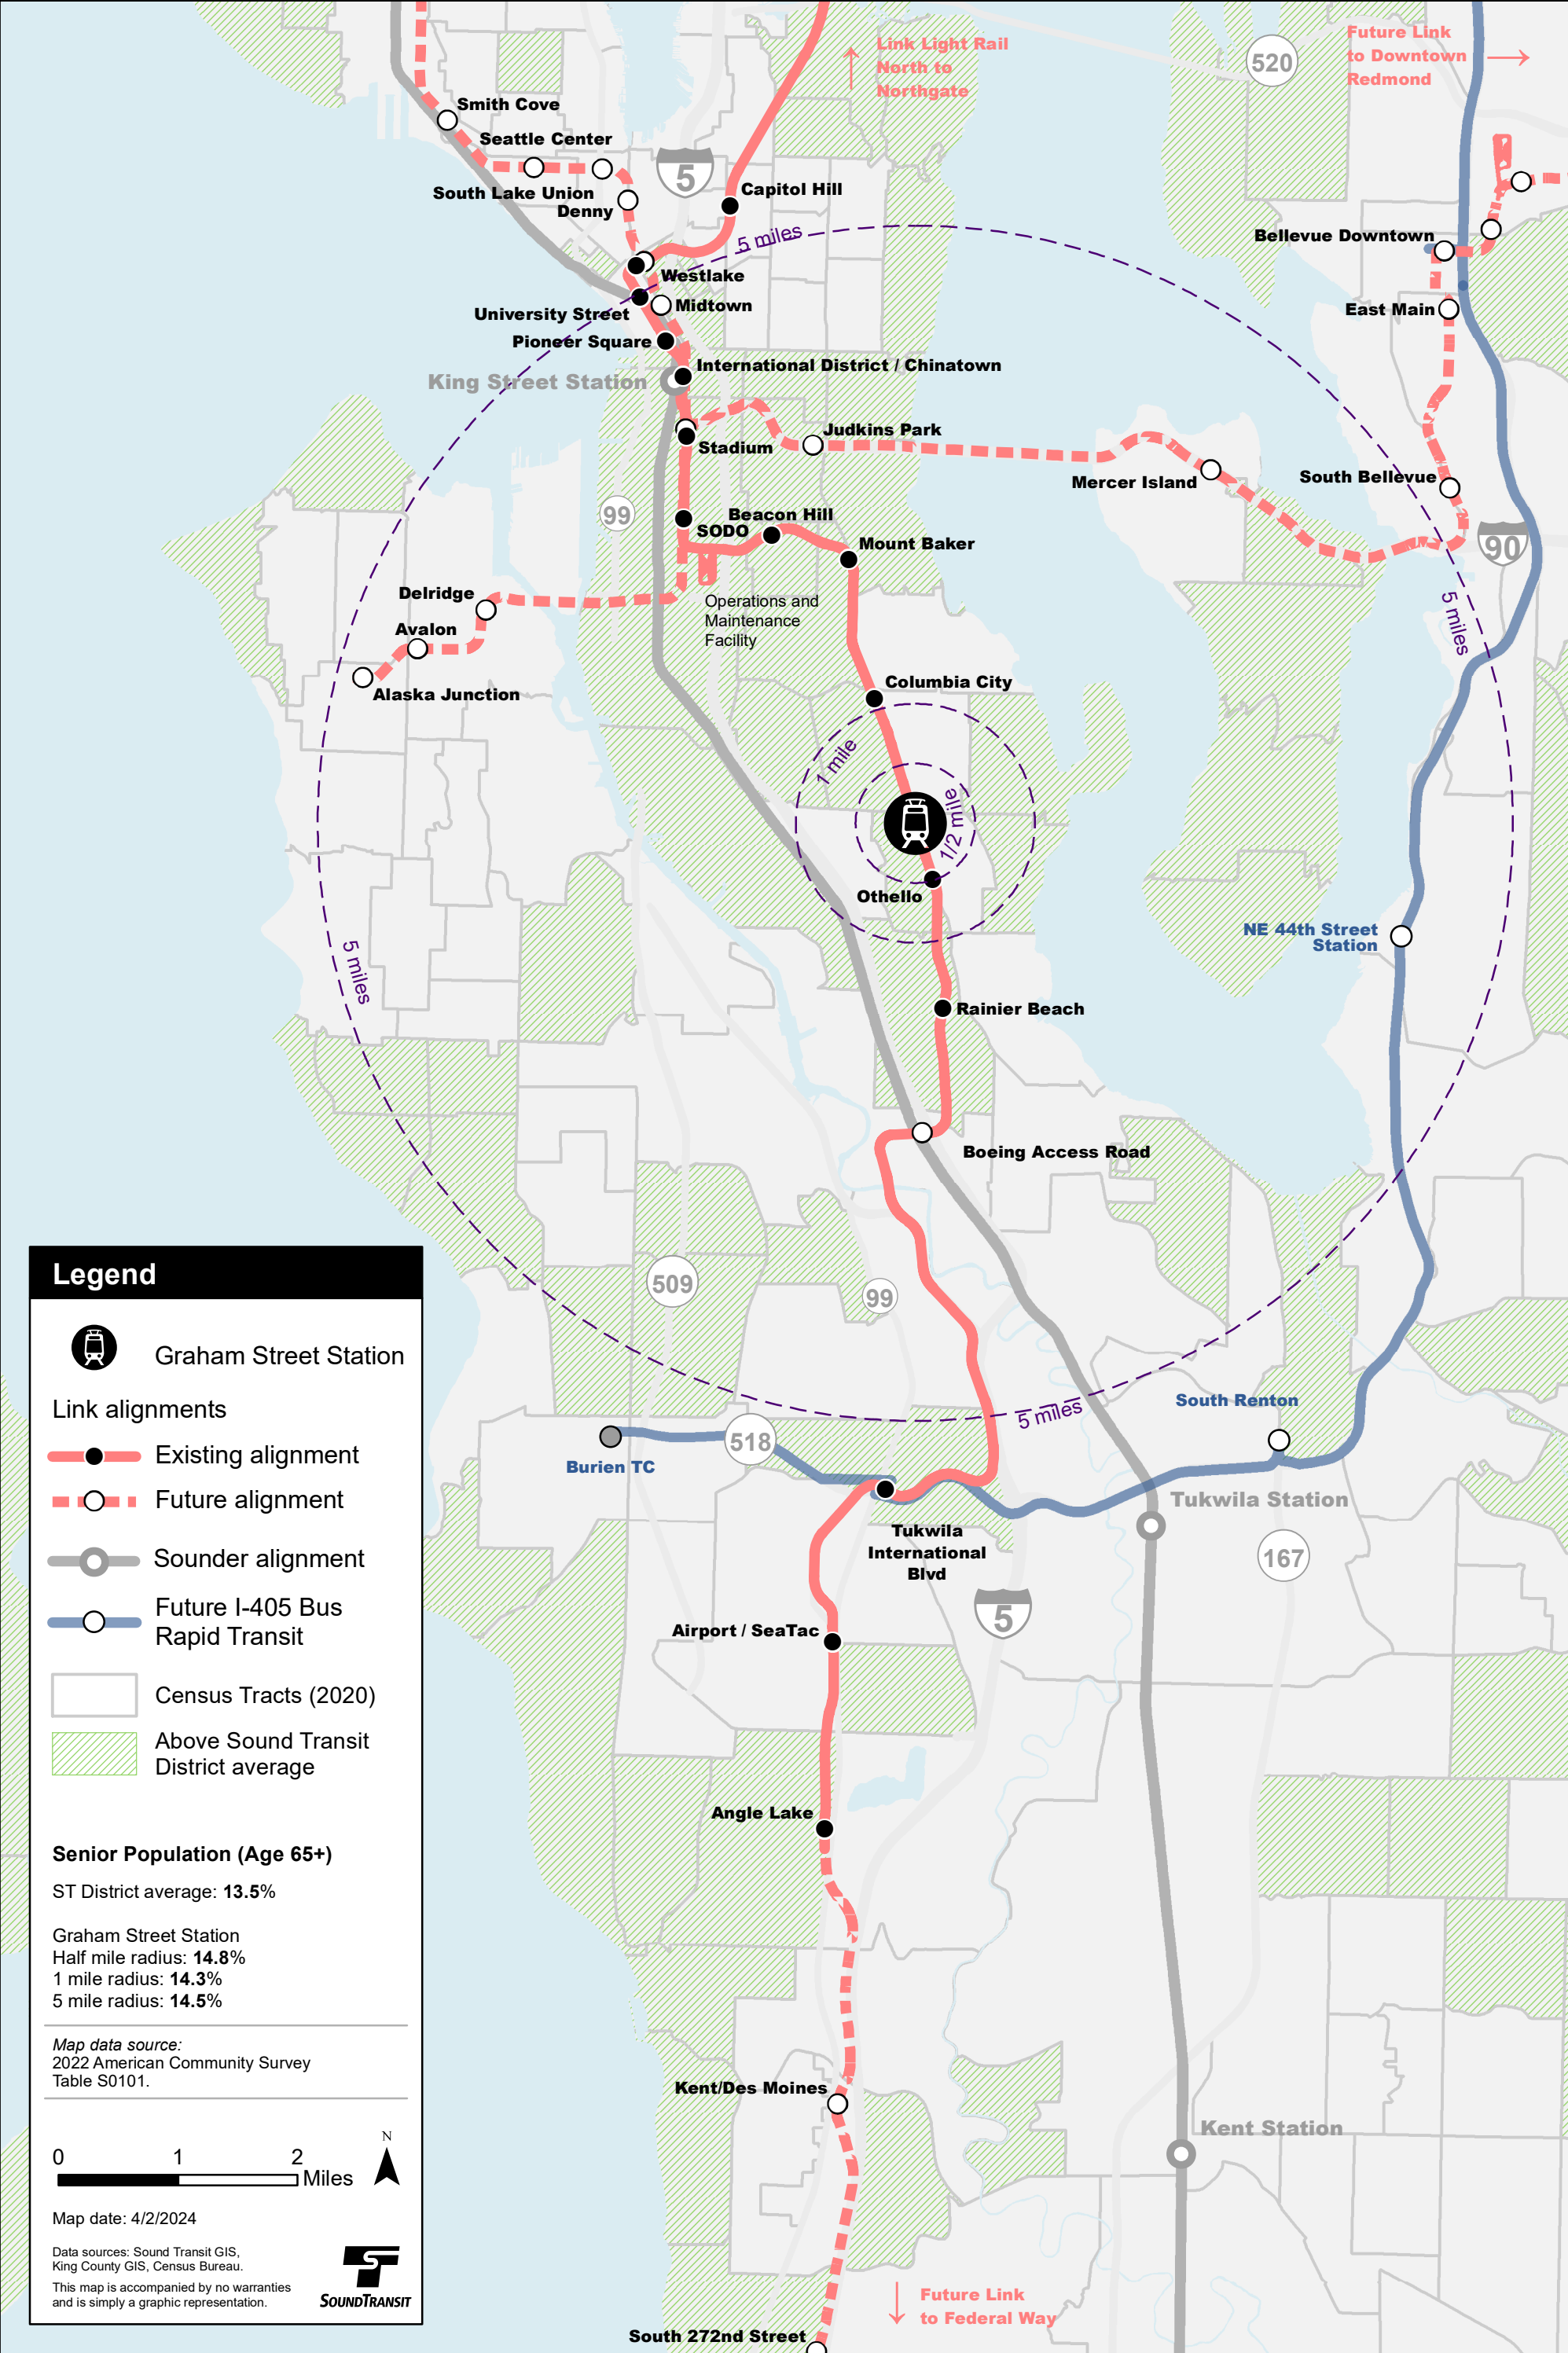 Link Light Rail
North to
Northgate
520
Future Link
to Downtown
Redmond
Smith Cove
Seattle Center
South Lake Union
Denny
5
Capitol Hill
5 miles
Westlake
Bellevue Downtown
University Street
Midtown
East Main
Pioneer Square
International District / Chinatown
King Street Station
Stadium
Judkins Park
Mercer Island
South Bellevue
99
SODO
Beacon Hill
Mount Baker
90
Delridge
Avalon
Alaska Junction
Operations and
Maintenance
Facility
5 miles
Columbia City
1 mile
1/2 mile
Othello
NE 44th Street
Station
5 miles
Rainier Beach
Boeing Access Road
509
99
5 miles
South Renton
518
Burien TC
Tukwila
International
Blvd
Tukwila Station
167
5
Airport / SeaTac
Angle Lake
Kent/Des Moines
Kent Station
Future Link
to Federal Way
South 272nd Street
Legend
Graham Street Station
Link alignments
Existing alignment
Future alignment
Sounder alignment
Future I-405 Bus
Rapid Transit
Census Tracts (2020)
Above Sound Transit
District average
Senior Population (Age 65+)
ST District average: 13.5%
Graham Street Station
Half mile radius: 14.8%
1 mile radius: 14.3%
5 mile radius: 14.5%
Map data source:
2022 American Community Survey
Table S0101.
0 1 2
Miles
N
Map date: 4/2/2024
Data sources: Sound Transit GIS,
King County GIS, Census Bureau.
This map is accompanied by no warranties
and is simply a graphic representation.
SOUNDTRANSIT